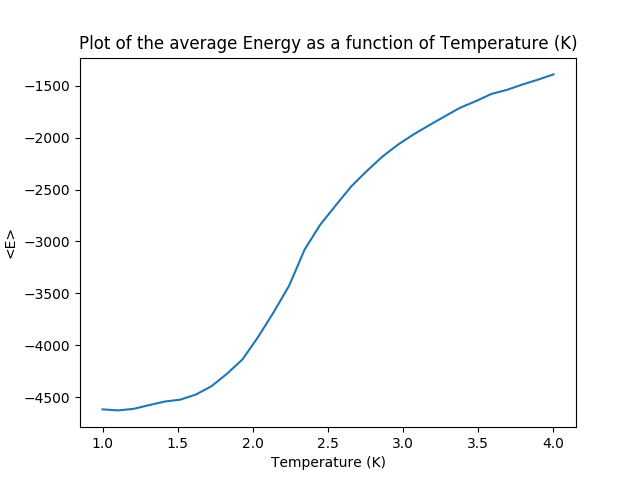 Plot of the average Energy as a function of Temperature (K)
−1500
−2000
−2500
−3000
−3500
−4000
−4500
<E>
1.0 1.5 2.0 2.5 3.0 3.5 4.0
Temperature (K)